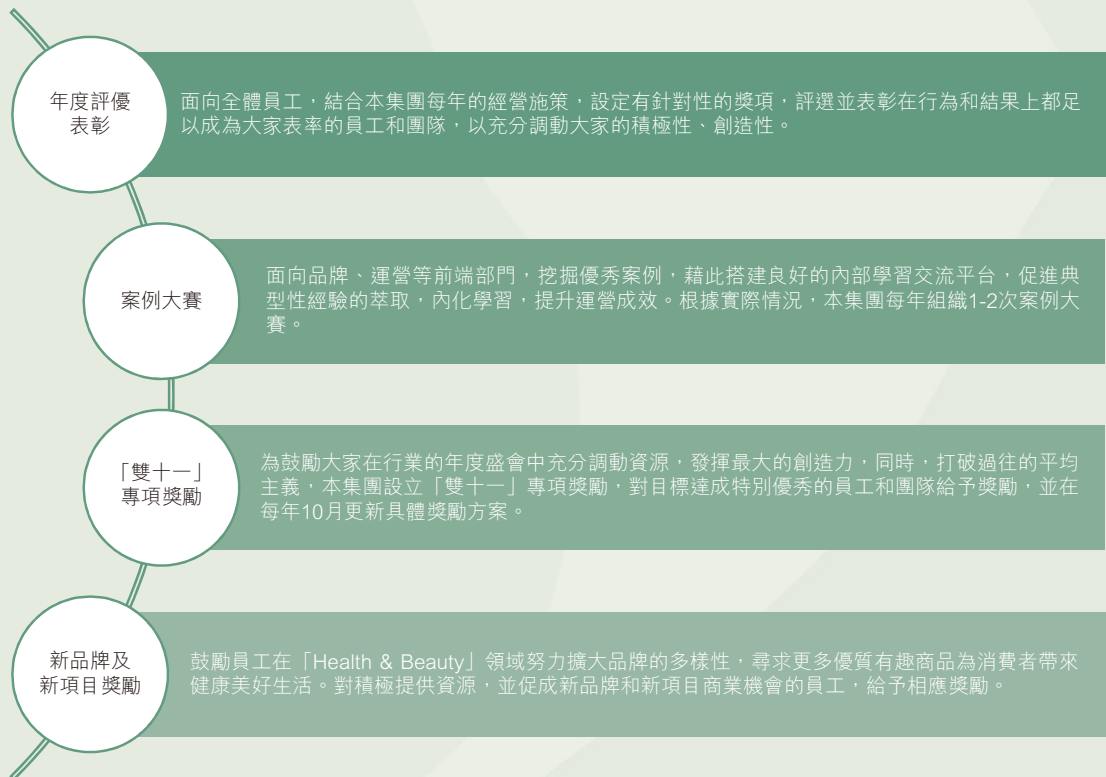 年度評優
表彰
面向全體員工，結合本集團每年的經營施策，設定有針對性的獎項，評選並表彰在行為和結果上都足
以成為大家表率的員工和團隊，以充分調動大家的積極性、創造性。
案例大賽
面向品牌、運營等前端部門，挖掘優秀案例，藉此搭建良好的內部學習交流平台，促進典
型性經驗的萃取，內化學習，提升運營成效。根據實際情況，本集團每年組織1-2次案例大
賽。
「雙十一」
專項獎勵
為鼓勵大家在行業的年度盛會中充分調動資源，發揮最大的創造力，同時，打破過往的平均
主義，本集團設立「雙十一」專項獎勵，對目標達成特別優秀的員工和團隊給予獎勵，並在
每年10月更新具體獎勵方案。
新品牌及
新項目獎勵
鼓勵員工在「Health & Beauty」領域努力擴大品牌的多樣性，尋求更多優質有趣商品為消費者帶來
健康美好生活。對積極提供資源，並促成新品牌和新項目商業機會的員工，給予相應獎勵。